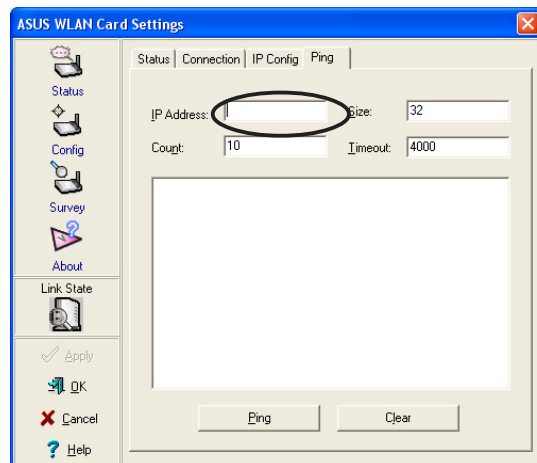 ASUS WLAN Card Settings
Status
Config
Survey
About
Link State
Apply
OK
Cancel
Help
Status Connection IP Config Ping
IP Address: Size: 32
Count: 10 Timeout: 4000
Ping Clear